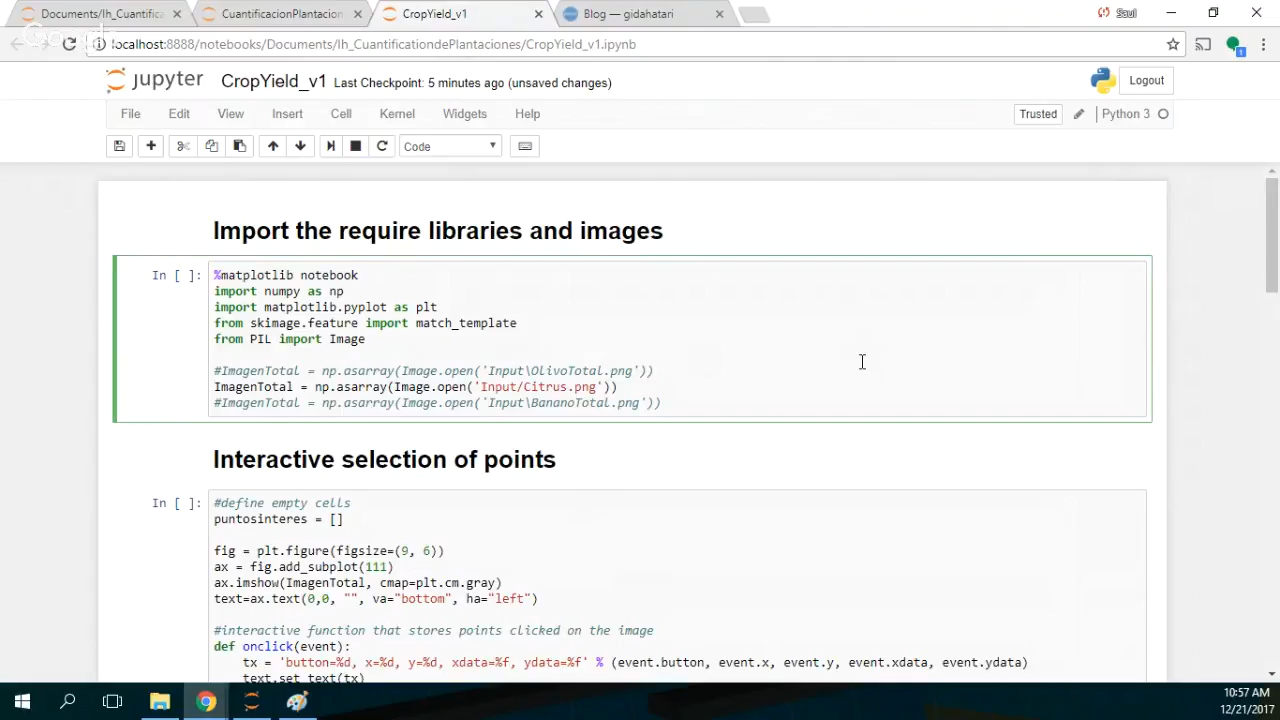 Documents/Ih_Cuantifica
CuantificacionPlantacion
CropYield_v1
Blog — gidahatari
Saul
localhost:8888/notebooks/Documents/Ih_CuantificacióndePlantaciones/CropYield_v1.ipynb
jupyter CropYield_v1 Last Checkpoint: 5 minutes ago (unsaved changes)
Logout
File Edit View Insert Cell Kernel Widgets Help
Trusted Python 3
Code
Import the require libraries and images
In [ ]: %matplotlib notebook
import numpy as np
import matplotlib.pyplot as plt
from skimage.feature import match_template
from PIL import Image
#ImagenTotal = np.asarray(Image.open('Input\OlivoTotal.png'))
ImagenTotal = np.asarray(Image.open('Input/Citrus.png'))
#ImagenTotal = np.asarray(Image.open('Input\BananoTotal.png'))
Interactive selection of points
In [ ]: #define empty cells
puntosinteres = []
fig = plt.figure(figsize=(9, 6))
ax = fig.add_subplot(111)
ax.imshow(ImagenTotal, cmap=plt.cm.gray)
text=ax.text(0,0, "", va="bottom", ha="left")
#interactive function that stores points clicked on the image
def onclick(event):
tx = 'button=%d, x=%d, y=%d, xdata=%f, ydata=%f' % (event.button, event.x, event.y, event.xdata, event.ydata)
text.set_text(tx)
10:57 AM
12/21/2017